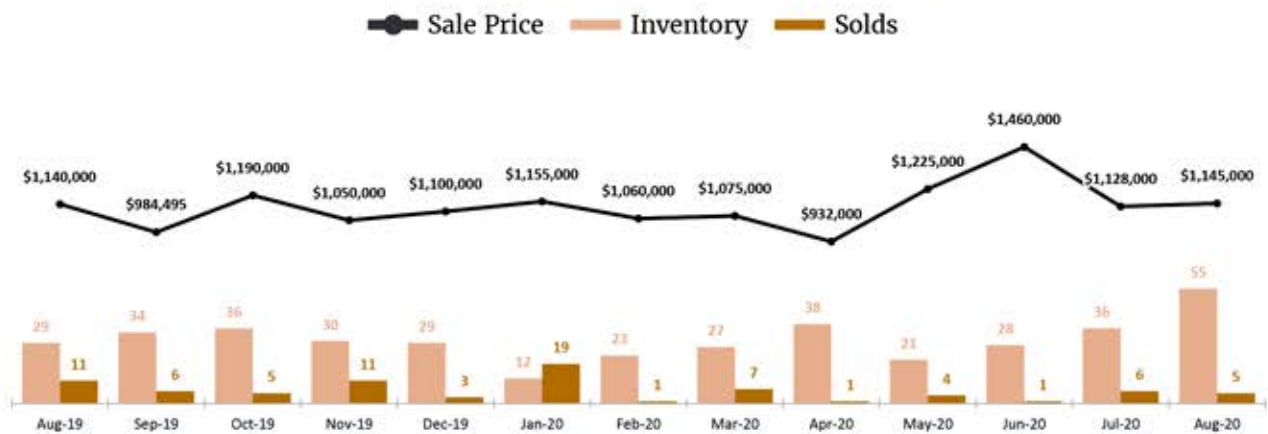 Sale Price Inventory Solds
$1,140,000 $984,495 $1,190,000 $1,050,000 $1,100,000 $1,155,000 $1,060,000 $1,075,000 $932,000 $1,225,000 $1,460,000 $1,128,000 $1,145,000
29 34 36 30 29 12 23 27 38 21 28 36 55
11 6 5 11 3 19 1 7 1 4 1 6 5
Aug-19 Sep-19 Oct-19 Nov-19 Dec-19 Jan-20 Feb-20 Mar-20 Apr-20 May-20 Jun-20 Jul-20 Aug-20